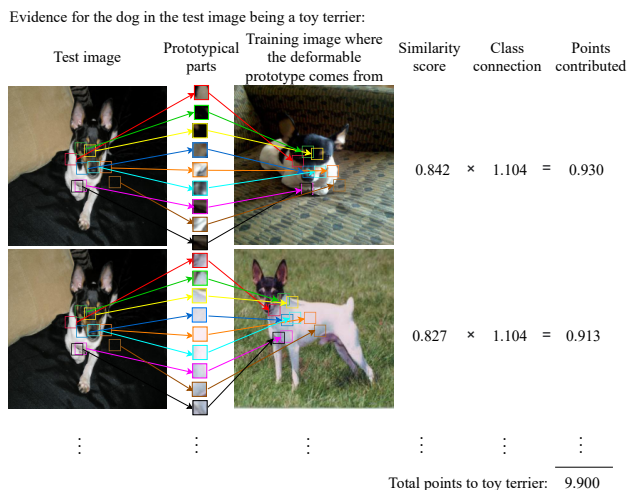 Evidence for the dog in the test image being a toy terrier:
Test image
Prototypical
parts
Training image where
the deformable
prototype comes from
Similarity
score
Class
connection
Points
contributed
0.842 × 1.104 = 0.930
0.827 × 1.104 = 0.913
⋮ ⋮ ⋮ ⋮ ⋮ ⋮
Total points to toy terrier: 9.900